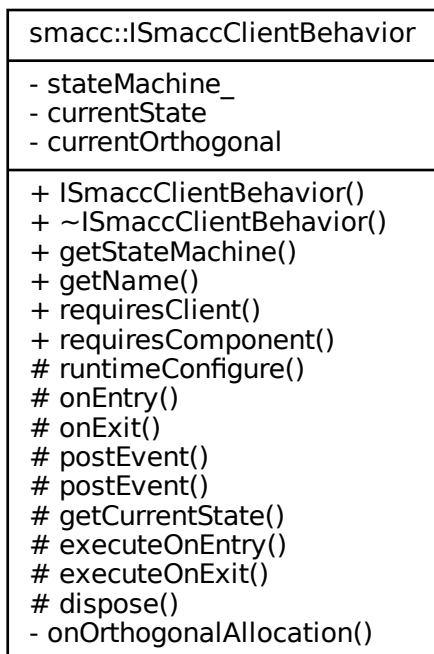 smacc::ISmaccClientBehavior
- stateMachine_
- currentState
- currentOrthogonal
+ ISmaccClientBehavior()
+ ~ISmaccClientBehavior()
+ getStateMachine()
+ getName()
+ requiresClient()
+ requiresComponent()
# runtimeConfigure()
# onEntry()
# onExit()
# postEvent()
# postEvent()
# getCurrentState()
# executeOnEntry()
# executeOnExit()
# dispose()
- onOrthogonalAllocation()